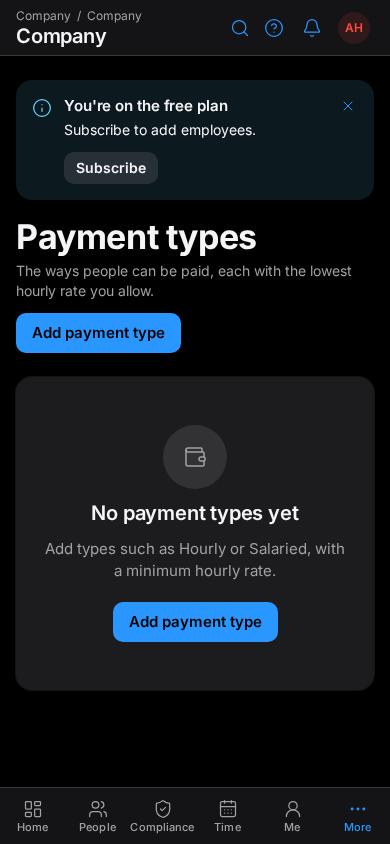 Company / Company
Company
AH
You're on the free plan
Subscribe to add employees.
Subscribe
Payment types
The ways people can be paid, each with the lowest
hourly rate you allow.
Add payment type
No payment types yet
Add types such as Hourly or Salaried, with
a minimum hourly rate.
Add payment type
Home People Compliance Time Me More